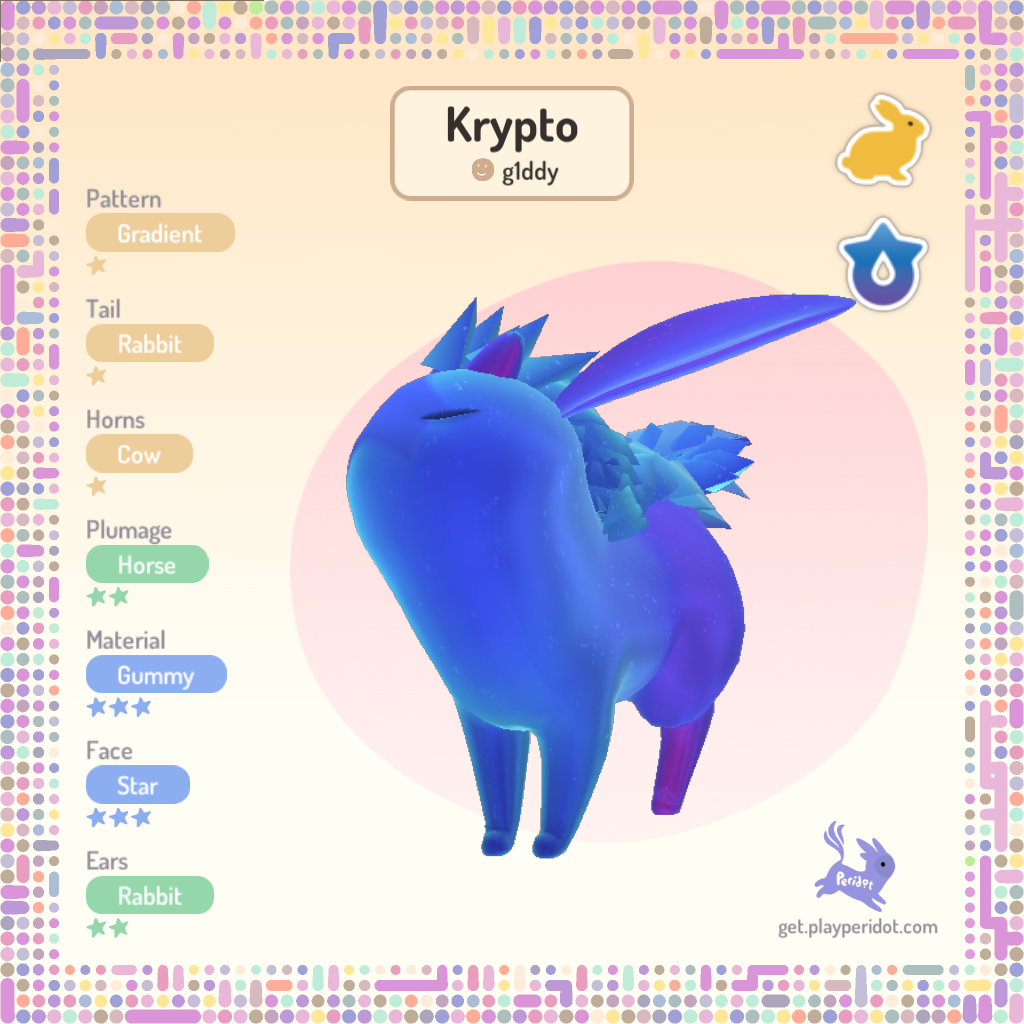 Krypto
g1ddy
Pattern
Gradient
Tail
Rabbit
Horns
Cow
Plumage
Horse
Material
Gummy
Face
Star
Ears
Rabbit
Peridot
get.playperidot.com